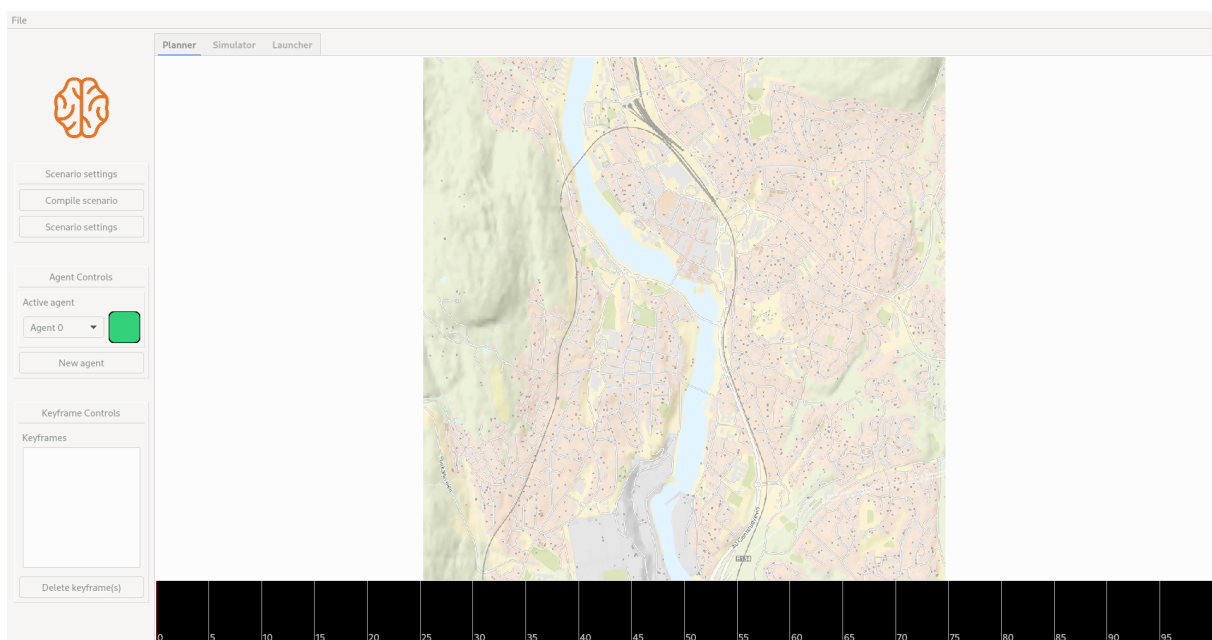 File
Planner Simulator Launcher
Scenario settings
Compile scenario
Scenario settings
Agent Controls
Active agent
Agent 0
New agent
Keyframe Controls
Keyframes
Delete keyframe(s)
0 5 10 15 20 25 30 35 40 45 50 55 60 65 70 75 80 85 90 95